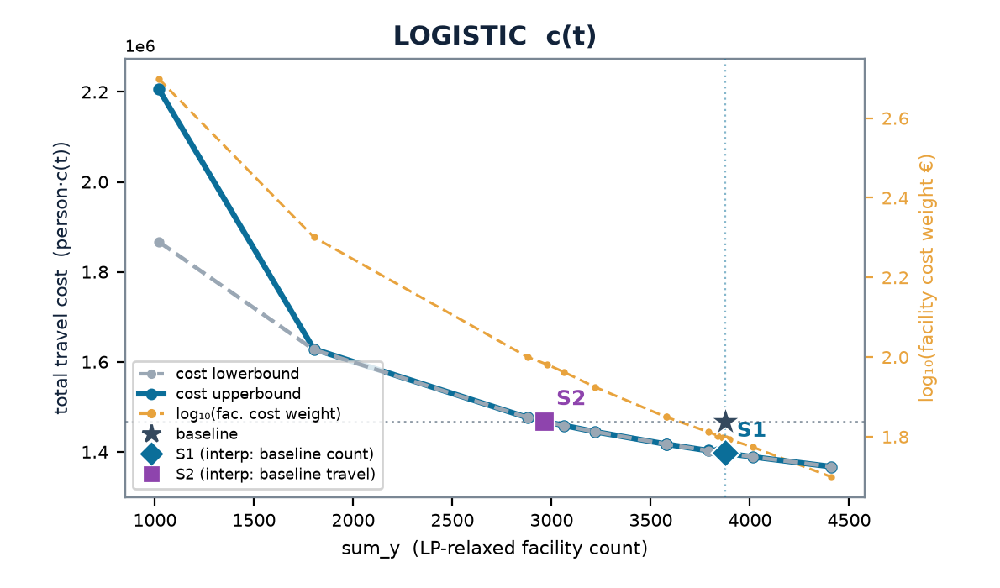 LOGISTIC c(t)
1e6
2.2
2.0
1.8
1.6
1.4
total travel cost (person·c(t))
2.6
2.4
2.2
2.0
1.8
log₁₀(facility cost weight €)
S2
S1
cost lowerbound
cost upperbound
log₁₀(fac. cost weight)
baseline
S1 (interp: baseline count)
S2 (interp: baseline travel)
1000 1500 2000 2500 3000 3500 4000 4500
sum_y (LP-relaxed facility count)